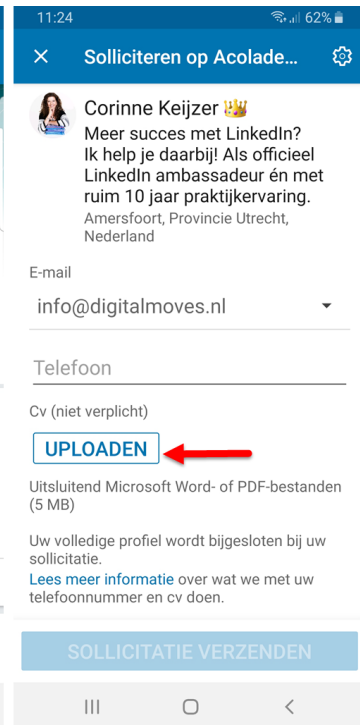 11:24 62%
Solliciteren op Acolade...
Corinne Keijzer 👑
Meer succes met LinkedIn?
Ik help je daarbij! Als officieel
LinkedIn ambassadeur én met
ruim 10 jaar praktijkervaring.
Amersfoort, Provincie Utrecht,
Nederland
E-mail
info@digitalmoves.nl
Telefoon
Cv (niet verplicht)
UPLOADEN
Uitsluitend Microsoft Word- of PDF-bestanden
(5 MB)
Uw volledige profiel wordt bijgesloten bij uw
sollicitatie.
Lees meer informatie over wat we met uw
telefoonnummer en cv doen.
SOLLICITATIE VERZENDEN